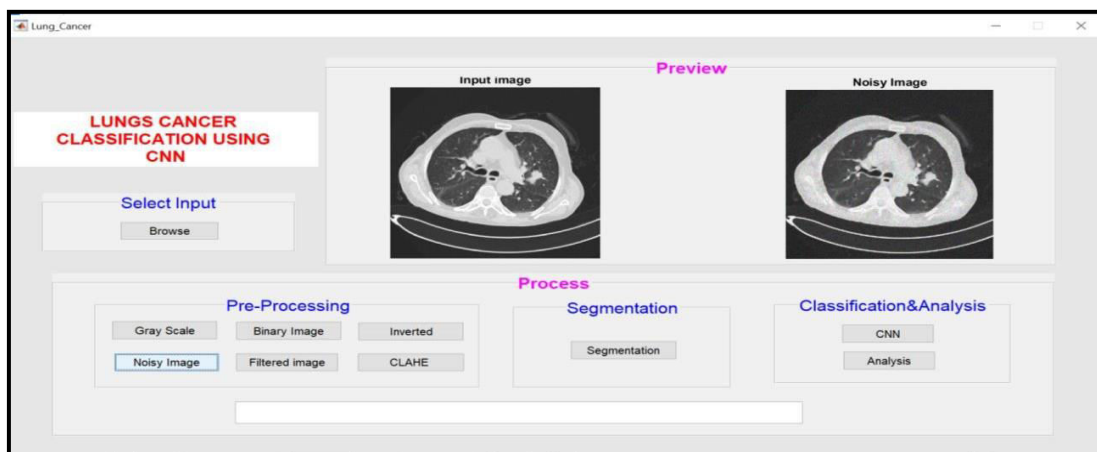 Lung_Cancer
Preview
Input image
Noisy Image
LUNGS CANCER
CLASSIFICATION USING
CNN
Select Input
Browse
Process
Pre-Processing
Segmentation
Classification&Analysis
Gray Scale
Binary Image
Inverted
Segmentation
CNN
Noisy Image
Filtered image
CLAHE
Analysis